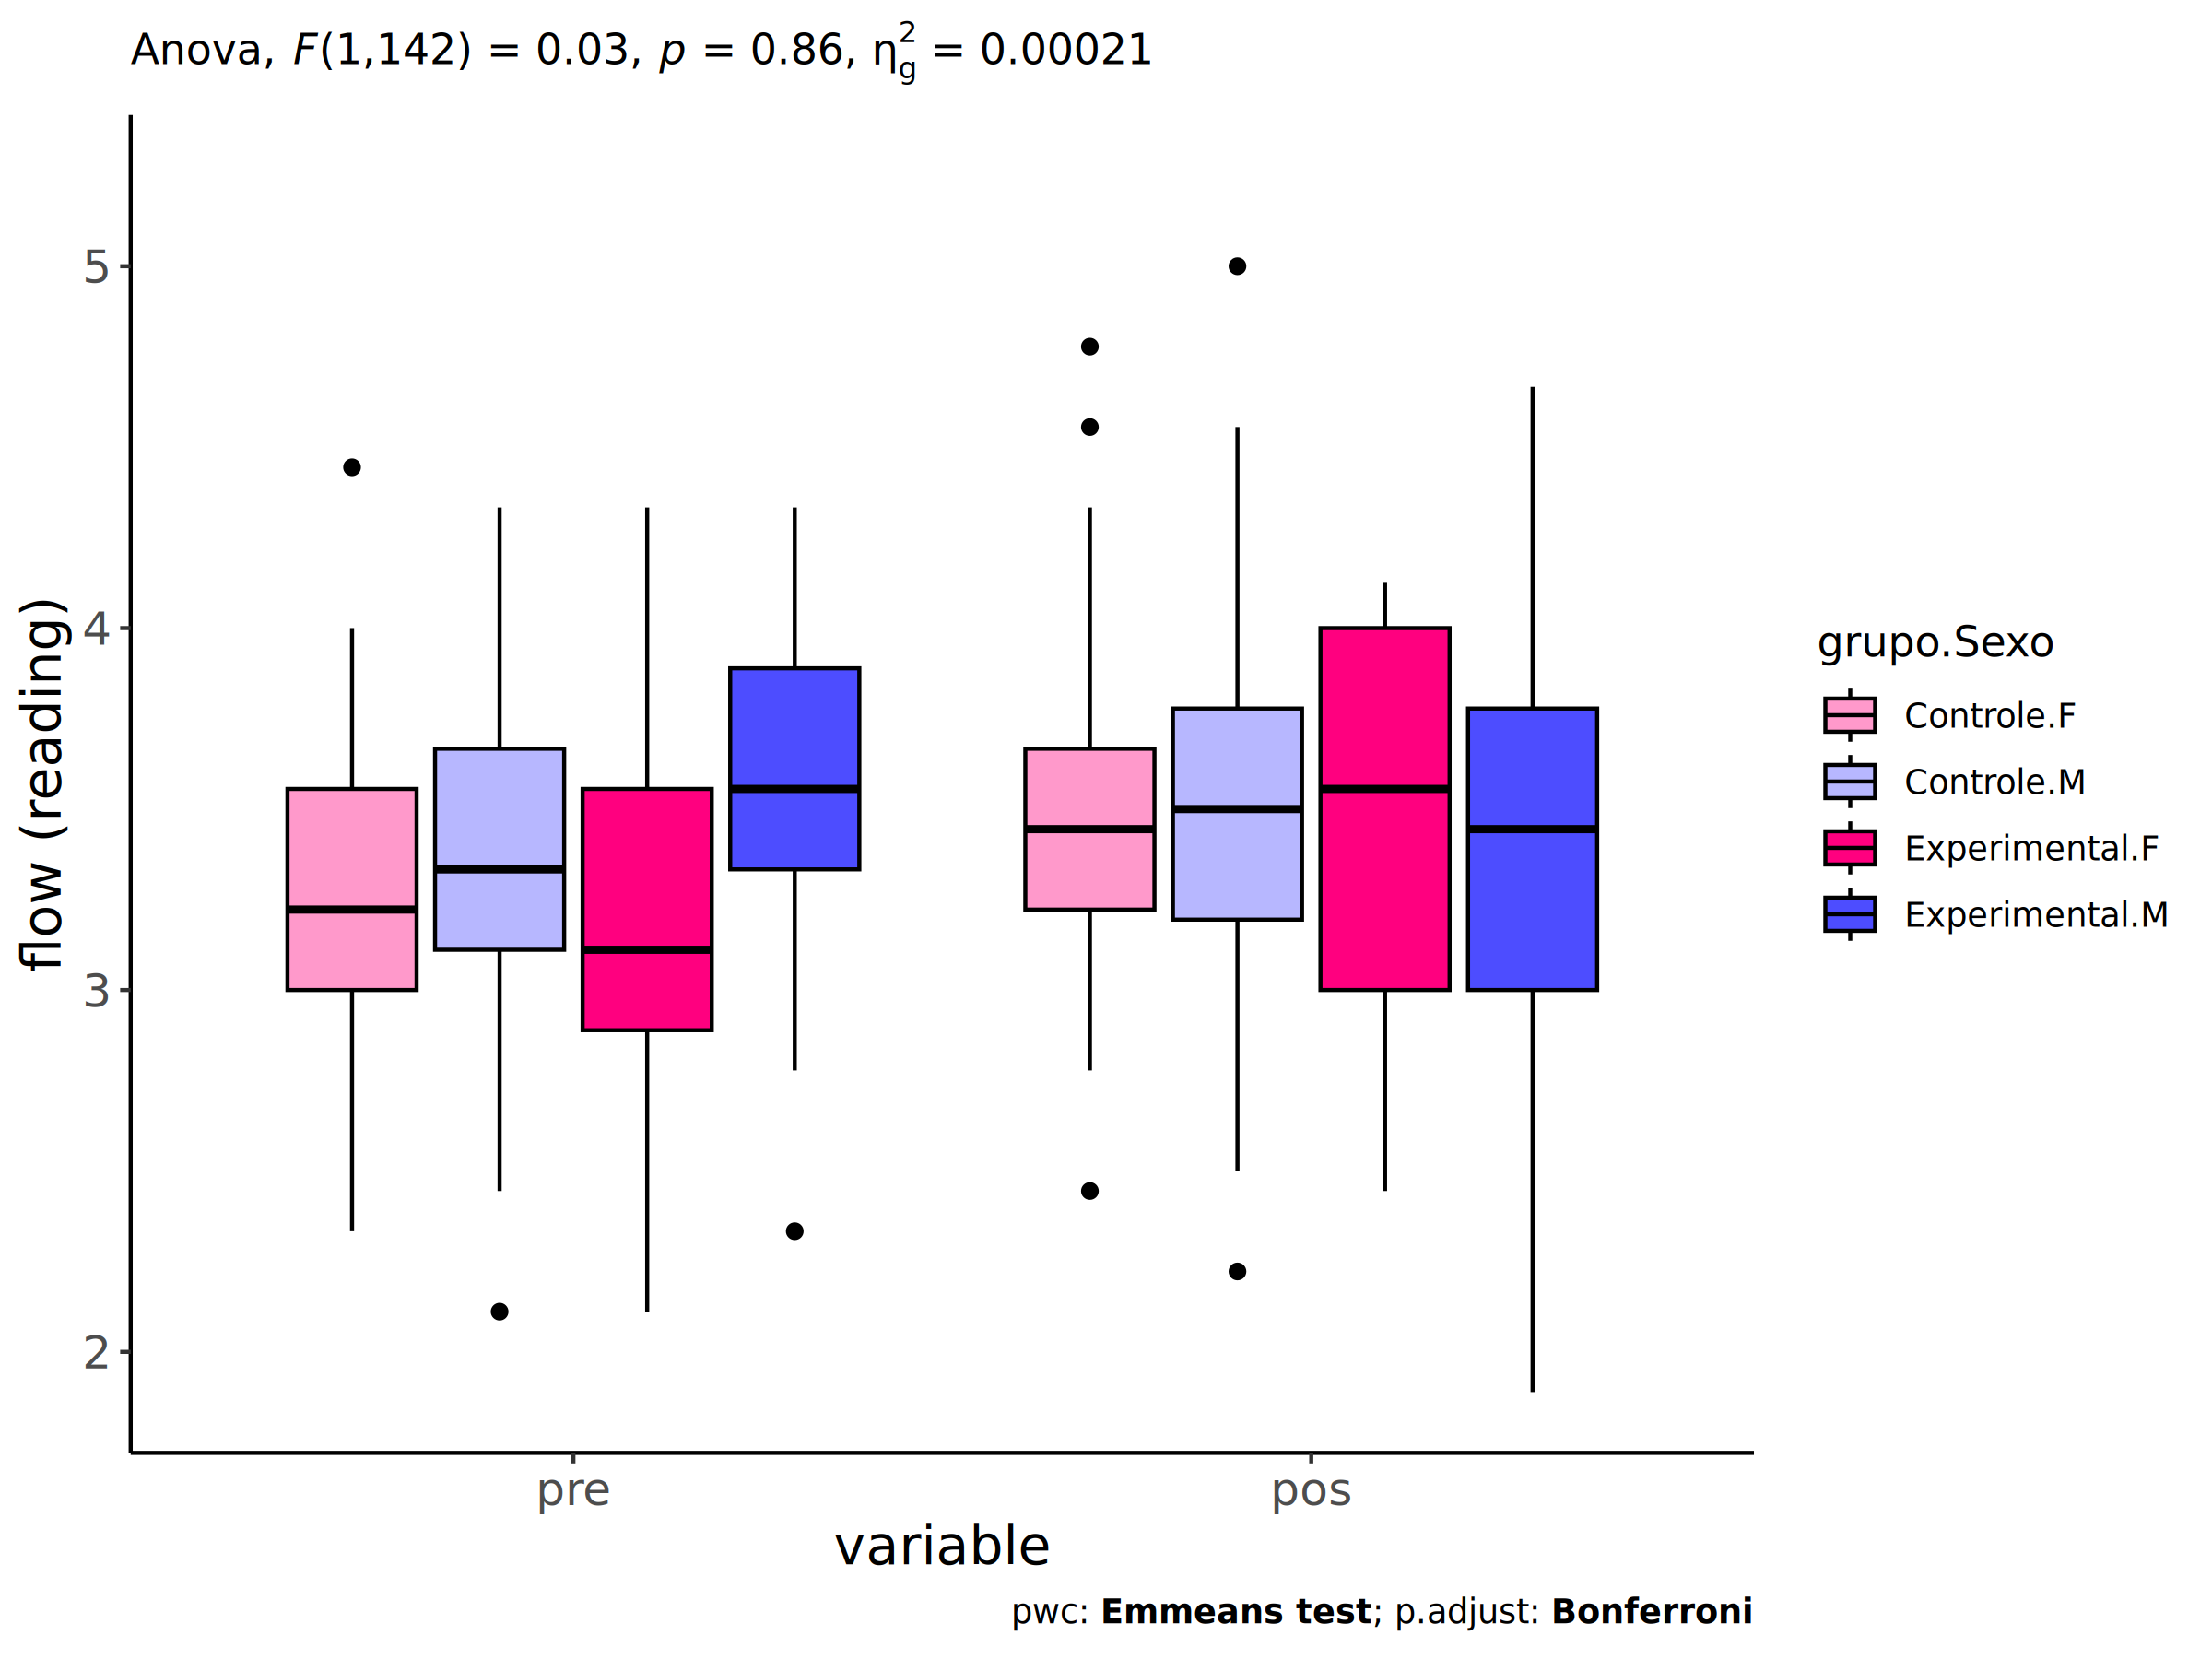 Anova, F(1,142) = 0.03, p = 0.86, η²g = 0.00021
5
4
3
2
flow (reading)
pre
pos
variable
grupo.Sexo
Controle.F
Controle.M
Experimental.F
Experimental.M
pwc: Emmeans test; p.adjust: Bonferroni